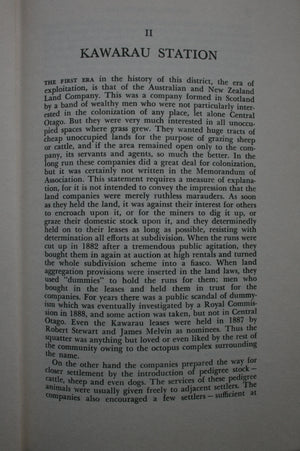 II
KAWARAU STATION
THE FIRST ERA in the history of this district, the era of
exploitation, is that of the Australian and New Zealand
Land Company. This was a company formed in Scotland
by a band of wealthy men who were not particularly inter-
ested in the colonization of any place, let alone Central
Otago. But they were very much interested in all unoccu-
pied spaces where grass grew. They wanted huge tracts of
cheap unoccupied lands for the purpose of grazing sheep
or cattle, and if the area remained open only to the com-
pany, its servants and agents, so much the better. In the
long run these companies did a great deal for colonization,
but it was certainly not written in the Memorandum of
Association. This statement requires a measure of explana-
tion, for it is not intended to convey the impression that the
land companies were merely ruthless marauders. As soon
as they held the land, it was against their interest for others
to encroach upon it, or for the miners to dig it up, or
graze their domestic stock upon it, and they determinedly
held on to their leases as long as possible, resisting with
determination all efforts at subdivision. When the runs were
cut up in 1882 after a tremendous public agitation, they
bought them in again at auction at high rentals and turned
the whole subdivision scheme into a fiasco. When land
aggregation provisions were inserted in the land laws, they
used "dummies" to hold the runs for them; men who
bought in the leases and held them in trust for the
companies. For years there was a public scandal of dummy-
ism which was eventually investigated by a Royal Commis-
sion in 1888, and some action was taken, but not in Central
Otago. Even the Kawarau leases were held in 1887 by
Robert Stewart and James Melvin as nominees. Thus the
squatter was anything but loved or even liked by the rest of
the community owing to the octopus complex surrounding
the name.
On the other hand the companies prepared the way for
closer settlement by the introduction of pedigree stock –
cattle, sheep and even dogs. The services of these pedigree
animals were usually given freely to adjacent settlers. The
companies also encouraged a few settlers – sufficient at